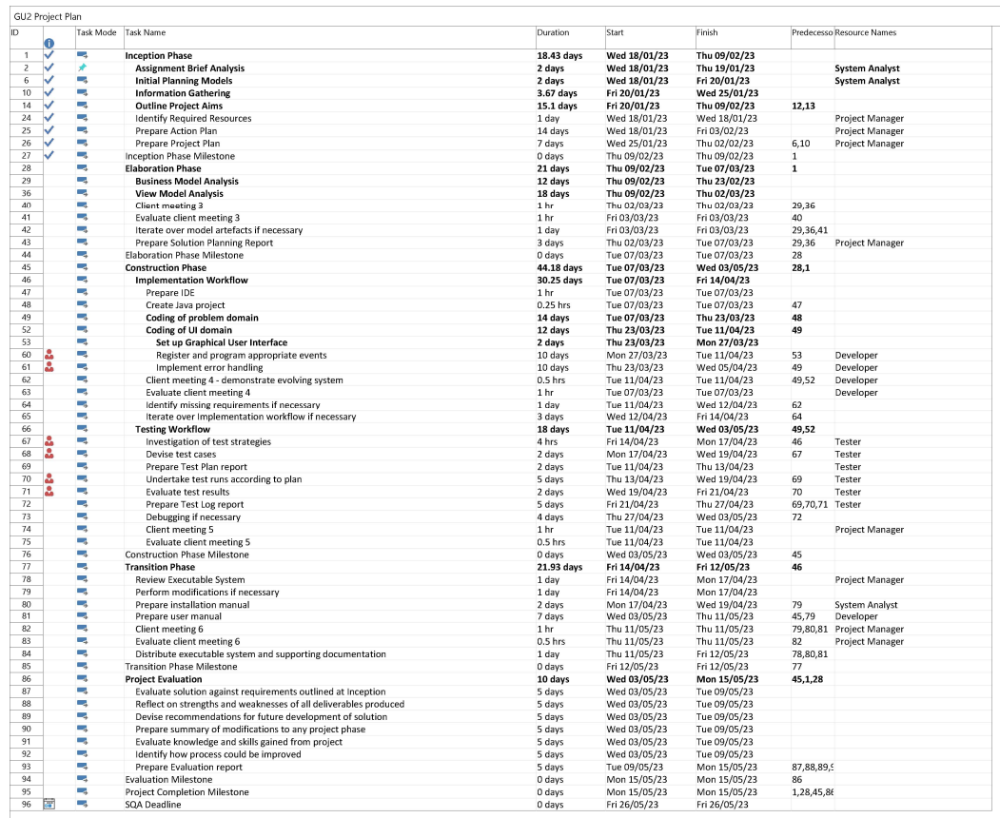 GU2 Project Plan
ID Task Mode Task Name Duration Start Finish Predecesso Resource Names
1 Inception Phase 18.43 days Wed 18/01/23 Thu 09/02/23
2 Assignment Brief Analysis 2 days Wed 18/01/23 Thu 19/01/23 System Analyst
6 Initial Planning Models 2 days Wed 18/01/23 Fri 20/01/23 System Analyst
10 Information Gathering 3.67 days Fri 20/01/23 Wed 25/01/23
14 Outline Project Aims 15.1 days Fri 20/01/23 Thu 09/02/23 12,13
24 Identify Required Resources 1 day Wed 18/01/23 Wed 18/01/23 Project Manager
25 Prepare Action Plan 14 days Wed 18/01/23 Fri 03/02/23 Project Manager
26 Prepare Project Plan 7 days Wed 25/01/23 Thu 02/02/23 6,10 Project Manager
27 Inception Phase Milestone 0 days Thu 09/02/23 Thu 09/02/23 1
28 Elaboration Phase 21 days Thu 09/02/23 Tue 07/03/23 1
29 Business Model Analysis 12 days Thu 09/02/23 Thu 23/02/23
36 View Model Analysis 18 days Thu 09/02/23 Thu 02/03/23
40 Client meeting 3 1 hr Thu 02/03/23 Thu 02/03/23 29,36
41 Evaluate client meeting 3 1 hr Fri 03/03/23 Fri 03/03/23 40
42 Iterate over model artefacts if necessary 1 day Fri 03/03/23 Fri 03/03/23 29,36,41
43 Prepare Solution Planning Report 3 days Thu 02/03/23 Tue 07/03/23 29,36 Project Manager
44 Elaboration Phase Milestone 0 days Tue 07/03/23 Tue 07/03/23 28
45 Construction Phase 44.18 days Tue 07/03/23 Wed 03/05/23 28,1
46 Implementation Workflow 30.25 days Tue 07/03/23 Fri 14/04/23
47 Prepare IDE 1 hr Tue 07/03/23 Tue 07/03/23
48 Create Java project 0.25 hrs Tue 07/03/23 Tue 07/03/23 47
49 Coding of problem domain 14 days Tue 07/03/23 Thu 23/03/23 48
52 Coding of UI domain 12 days Thu 23/03/23 Tue 11/04/23 49
53 Set up Graphical User Interface 2 days Thu 23/03/23 Mon 27/03/23
60 Register and program appropriate events 10 days Mon 27/03/23 Tue 11/04/23 53 Developer
61 Implement error handling 10 days Thu 23/03/23 Wed 05/04/23 49 Developer
62 Client meeting 4 - demonstrate evolving system 0.5 hrs Tue 11/04/23 Tue 11/04/23 49,52 Developer
63 Evaluate client meeting 4 1 hr Tue 07/03/23 Tue 07/03/23 Developer
64 Identify missing requirements if necessary 1 day Tue 11/04/23 Wed 12/04/23 62
65 Iterate over Implementation workflow if necessary 3 days Wed 12/04/23 Fri 14/04/23 64
66 Testing Workflow 18 days Tue 11/04/23 Wed 03/05/23 49,52
67 Investigation of test strategies 4 hrs Fri 14/04/23 Mon 17/04/23 46 Tester
68 Devise test cases 2 days Mon 17/04/23 Wed 19/04/23 67 Tester
69 Prepare Test Plan report 2 days Tue 11/04/23 Thu 13/04/23 Tester
70 Undertake test runs according to plan 5 days Thu 13/04/23 Wed 19/04/23 69 Tester
71 Evaluate test results 2 days Wed 19/04/23 Fri 21/04/23 70 Tester
72 Prepare Test Log report 5 days Fri 21/04/23 Thu 27/04/23 69,70,71 Tester
73 Debugging if necessary 4 days Thu 27/04/23 Wed 03/05/23 72
74 Client meeting 5 1 hr Tue 11/04/23 Tue 11/04/23 Project Manager
75 Evaluate client meeting 5 0.5 hrs Tue 11/04/23 Tue 11/04/23
76 Construction Phase Milestone 0 days Wed 03/05/23 Wed 03/05/23 45
77 Transition Phase 21.93 days Fri 14/04/23 Fri 12/05/23 46
78 Review Executable System 1 day Fri 14/04/23 Mon 17/04/23 Project Manager
79 Perform modifications if necessary 1 day Fri 14/04/23 Mon 17/04/23
80 Prepare installation manual 2 days Mon 17/04/23 Wed 19/04/23 79 System Analyst
81 Prepare user manual 7 days Wed 03/05/23 Thu 11/05/23 45,79 Developer
82 Client meeting 6 1 hr Thu 11/05/23 Thu 11/05/23 79,80,81 Project Manager
83 Evaluate client meeting 6 0.5 hrs Thu 11/05/23 Thu 11/05/23 82 Project Manager
84 Distribute executable system and supporting documentation 1 day Thu 11/05/23 Fri 12/05/23 78,80,81
85 Transition Phase Milestone 0 days Fri 12/05/23 Fri 12/05/23 77
86 Project Evaluation 10 days Wed 03/05/23 Mon 15/05/23 45,1,28
87 Evaluate solution against requirements outlined at Inception 5 days Wed 03/05/23 Tue 09/05/23
88 Reflect on strengths and weaknesses of all deliverables produced 5 days Wed 03/05/23 Tue 09/05/23
89 Devise recommendations for future development of solution 5 days Wed 03/05/23 Tue 09/05/23
90 Prepare summary of modifications to any project phase 5 days Wed 03/05/23 Tue 09/05/23
91 Evaluate knowledge and skills gained from project 5 days Wed 03/05/23 Tue 09/05/23
92 Identify how process could be improved 5 days Wed 03/05/23 Tue 09/05/23
93 Prepare Evaluation report 5 days Tue 09/05/23 Mon 15/05/23 87,88,89,9
94 Evaluation Milestone 0 days Mon 15/05/23 Mon 15/05/23 86
95 Project Completion Milestone 0 days Mon 15/05/23 Mon 15/05/23 1,28,45,86
96 SQA Deadline 0 days Fri 26/05/23 Fri 26/05/23